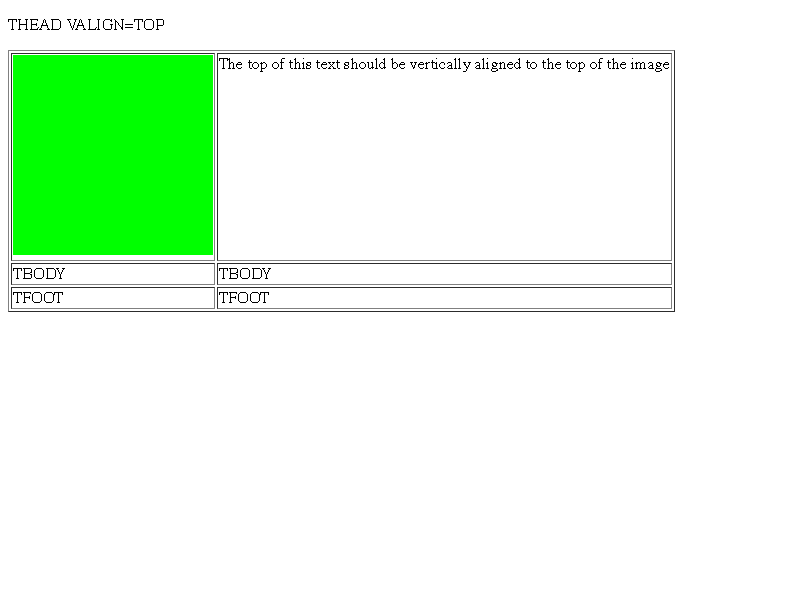 THEAD VALIGN=TOP
The top of this text should be vertically aligned to the top of the image
TBODY TBODY
TFOOT TFOOT